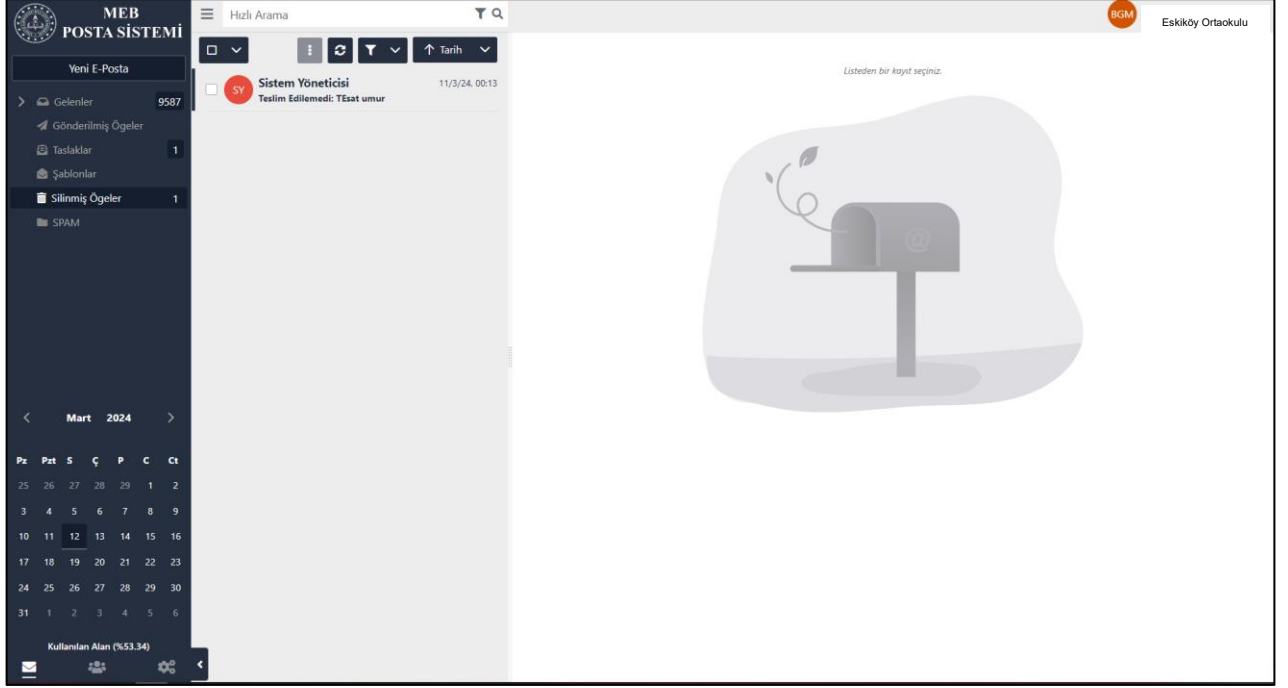 MEB
POSTA SİSTEMİ
Yeni E-Posta
Gelenler 9587
Gönderilmiş Ögeler
Taslaklar 1
Şablonlar
Silinmiş Ögeler 1
SPAM
Mart 2024
Pz Pzt S Ç P C Ct
25 26 27 28 29 1 2
3 4 5 6 7 8 9
10 11 12 13 14 15 16
17 18 19 20 21 22 23
24 25 26 27 28 29 30
31 1 2 3 4 5 6
Kullanılan Alan (%53.34)
Hızlı Arama
Tarih
SY
Sistem Yöneticisi 11/3/24, 00:13
Teslim Edilemedi: TEsat umur
BGM
Eskiköy Ortaokulu
Listeden bir kayıt seçiniz.
@